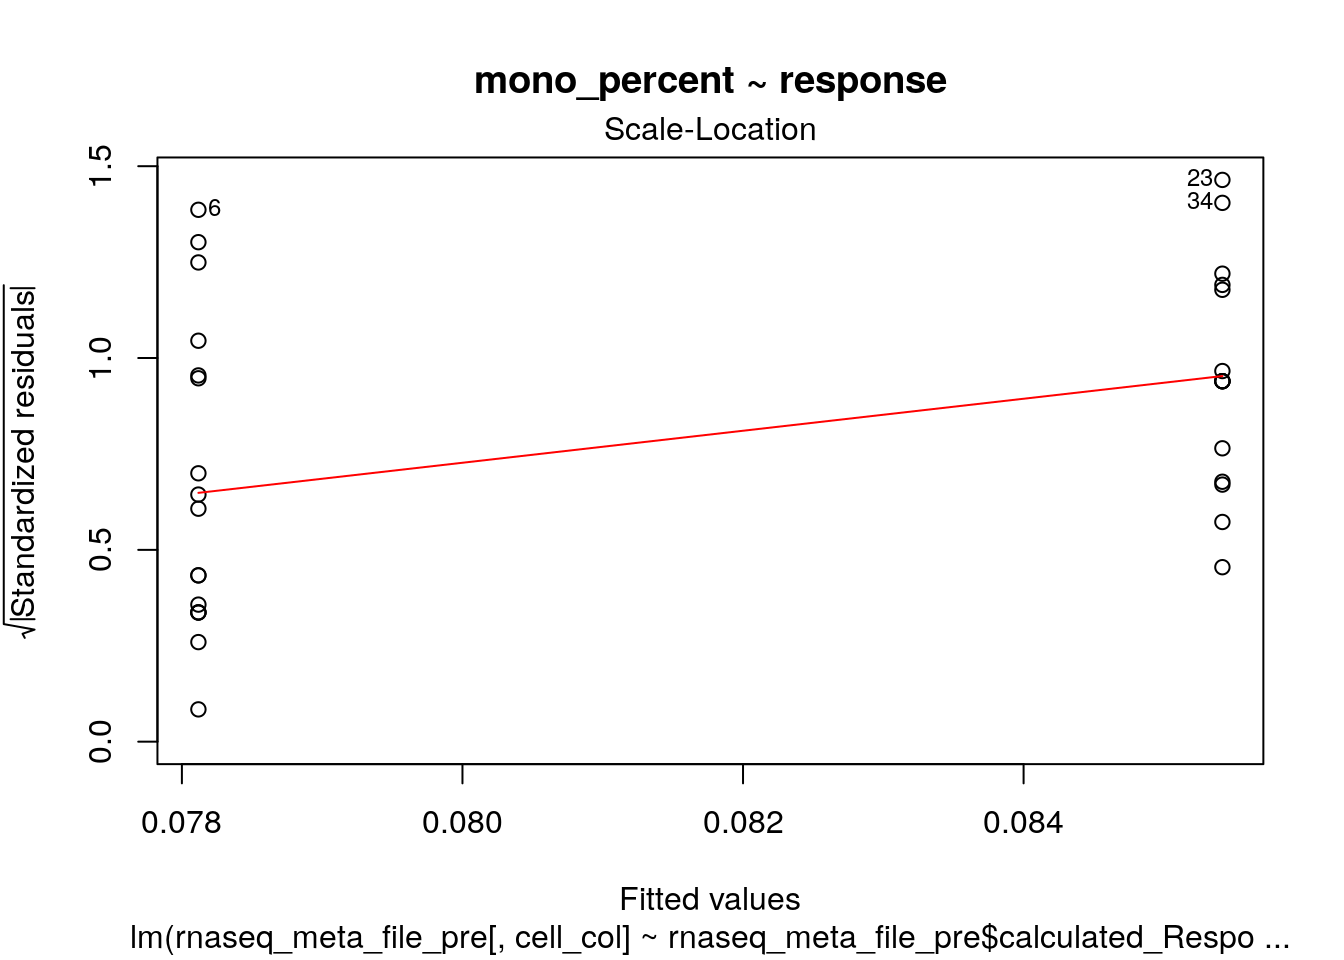 mono_percent ~ response
Scale-Location
√|Standardized residuals|
1.5
1.0
0.5
0.0
6
23
34
0.078
0.080
0.082
0.084
Fitted values
lm(rnaseq_meta_file_pre[, cell_col] ~ rnaseq_meta_file_pre$calculated_Respo ...